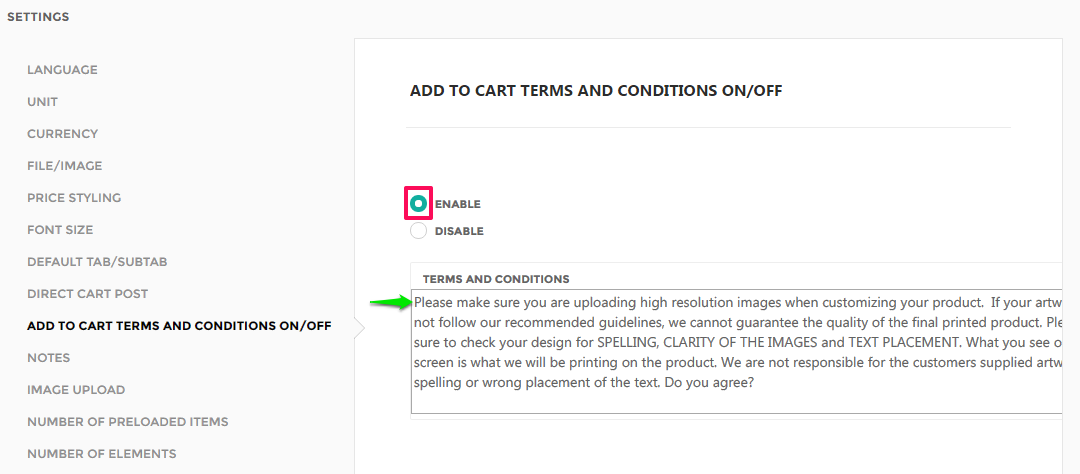 SETTINGS
LANGUAGE
UNIT
CURRENCY
FILE/IMAGE
PRICE STYLING
FONT SIZE
DEFAULT TAB/SUBTAB
DIRECT CART POST
ADD TO CART TERMS AND CONDITIONS ON/OFF
NOTES
IMAGE UPLOAD
NUMBER OF PRELOADED ITEMS
NUMBER OF ELEMENTS
ADD TO CART TERMS AND CONDITIONS ON/OFF
ENABLE
DISABLE
TERMS AND CONDITIONS
Please make sure you are uploading high resolution images when customizing your product.  If your artw
not follow our recommended guidelines, we cannot guarantee the quality of the final printed product. Ple
sure to check your design for SPELLING, CLARITY OF THE IMAGES and TEXT PLACEMENT. What you see o
screen is what we will be printing on the product. We are not responsible for the customers supplied artw
spelling or wrong placement of the text. Do you agree?